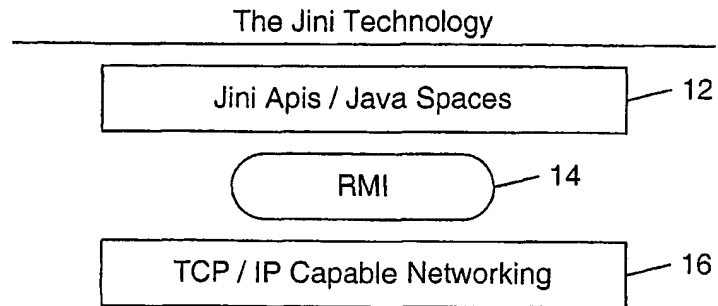 The Jini Technology
Jini Apis / Java Spaces
12
RMI
14
TCP / IP Capable Networking
16